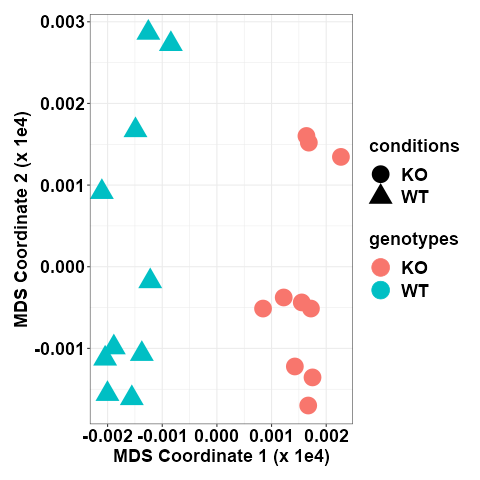 0.003
0.002
0.001
0.000
-0.001
MDS Coordinate 2 (x 1e4)
-0.002 -0.001 0.000 0.001 0.002
MDS Coordinate 1 (x 1e4)
conditions
KO
WT
genotypes
KO
WT